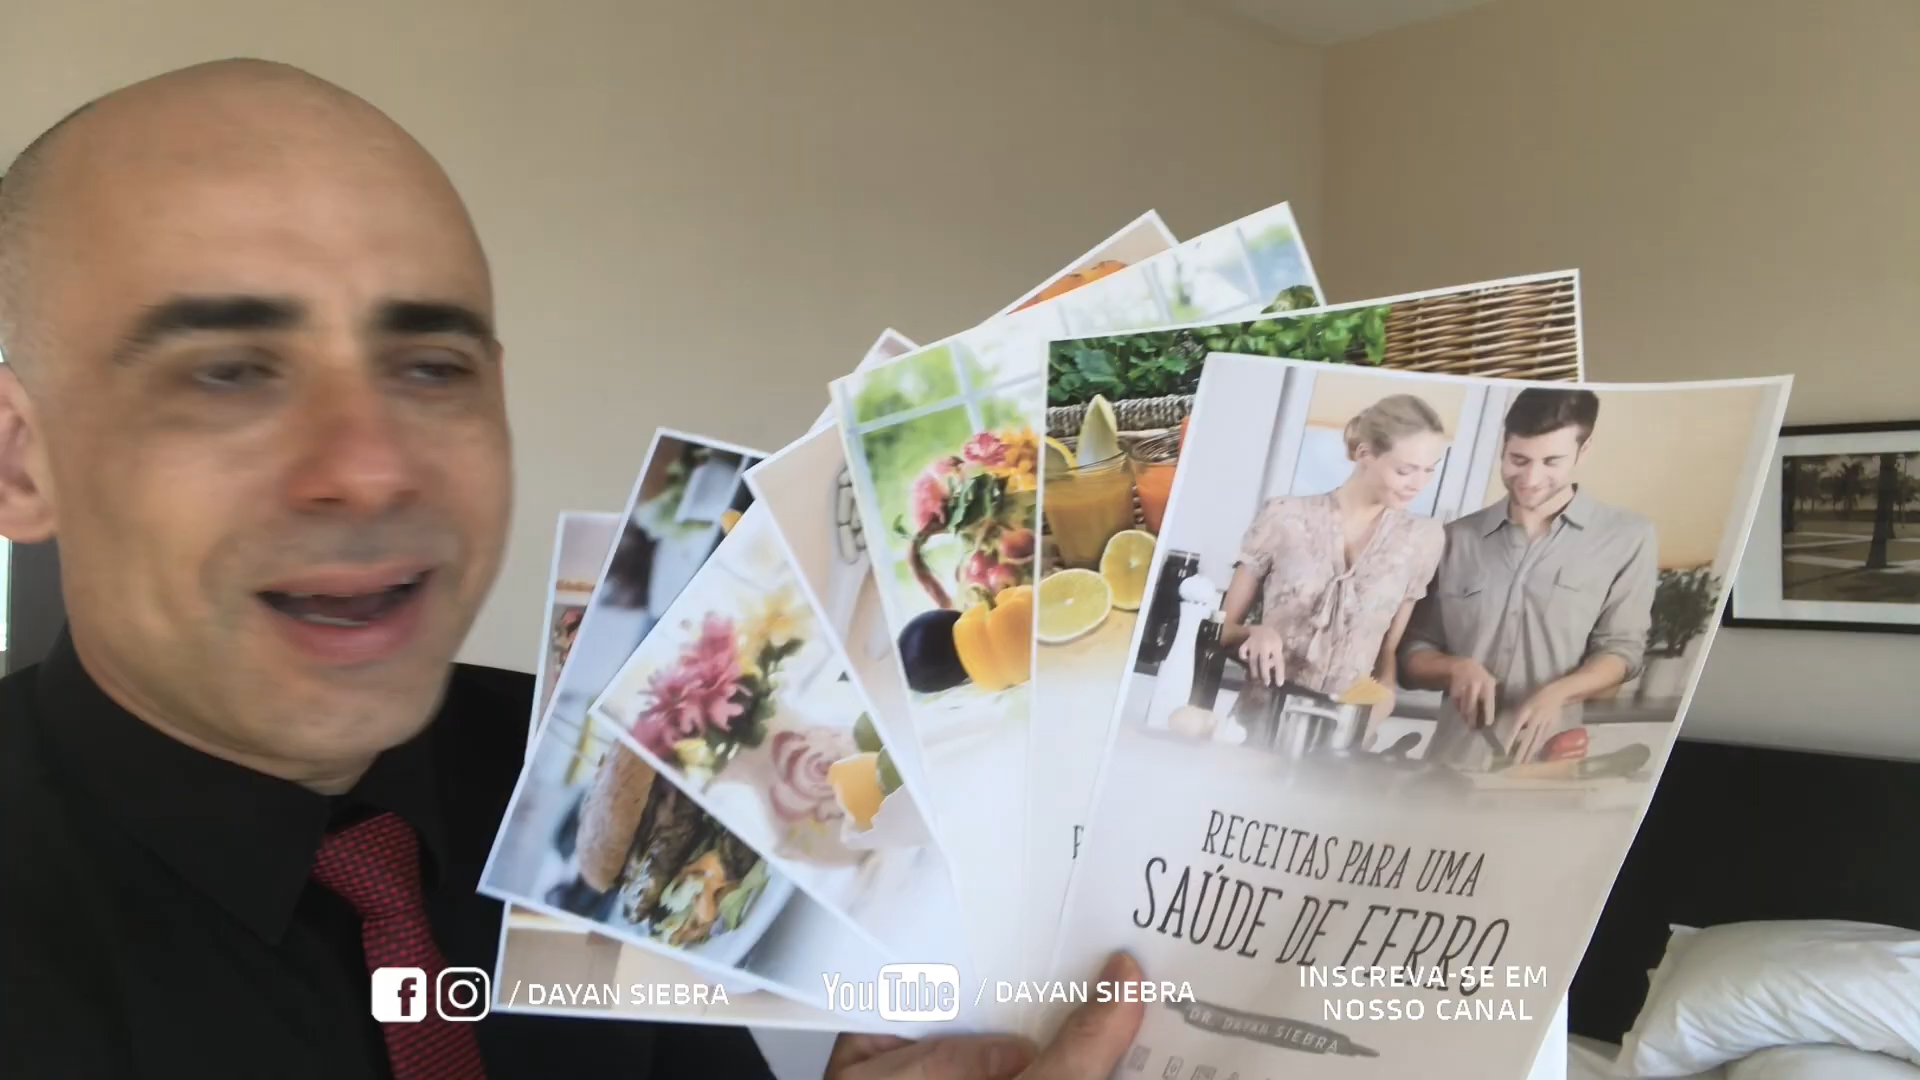 RECEITAS PARA UMA
SAÚDE DE FERRO
DR. DAYAN SIEBRA
f / DAYAN SIEBRA
YouTube / DAYAN SIEBRA
INSCREVA-SE EM
NOSSO CANAL